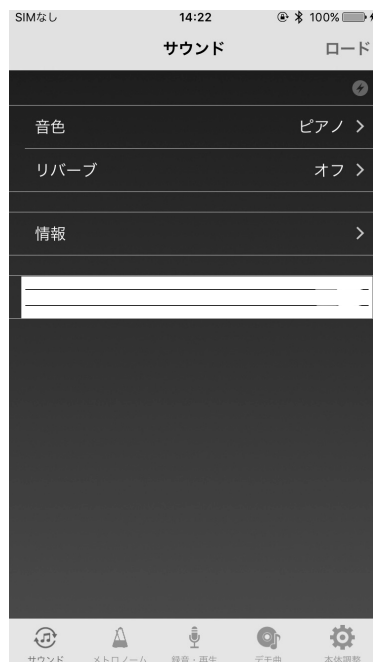 SIMなし 14:22 100%
サウンド ロード
音色 ピアノ
リバーブ オフ
情報
サウンド メトロノーム 録音・再生 デモ曲 本体調整